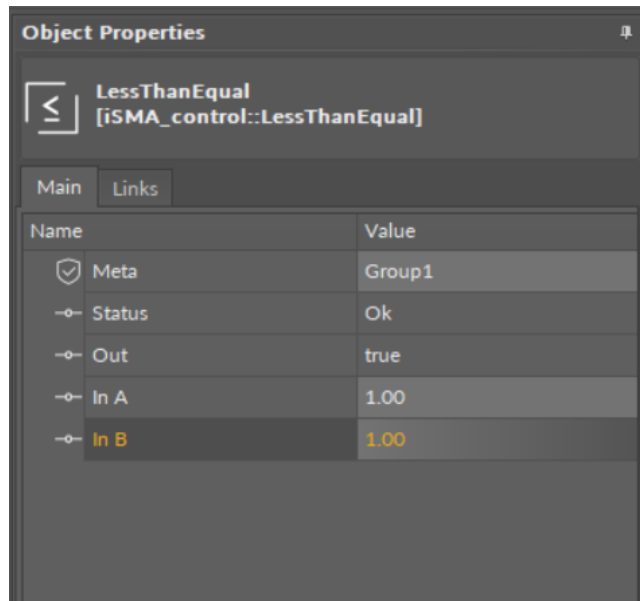 Object Properties
≤ LessThanEqual
[iSMA_control::LessThanEqual]
Main Links
Name Value
Meta Group1
Status Ok
Out true
In A 1.00
In B 1.00